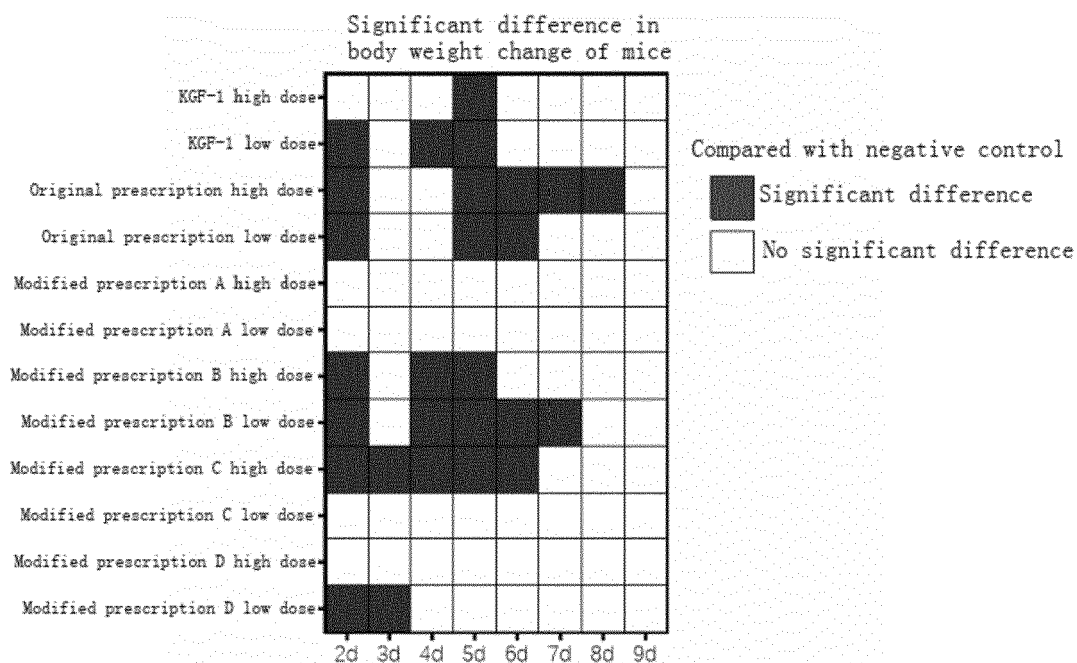 Significant difference in
body weight change of mice
KGF-1 high dose
KGF-1 low dose
Original prescription high dose
Original prescription low dose
Modified prescription A high dose
Modified prescription A low dose
Modified prescription B high dose
Modified prescription B low dose
Modified prescription C high dose
Modified prescription C low dose
Modified prescription D high dose
Modified prescription D low dose
2d 3d 4d 5d 6d 7d 8d 9d
Compared with negative control
Significant difference
No significant difference